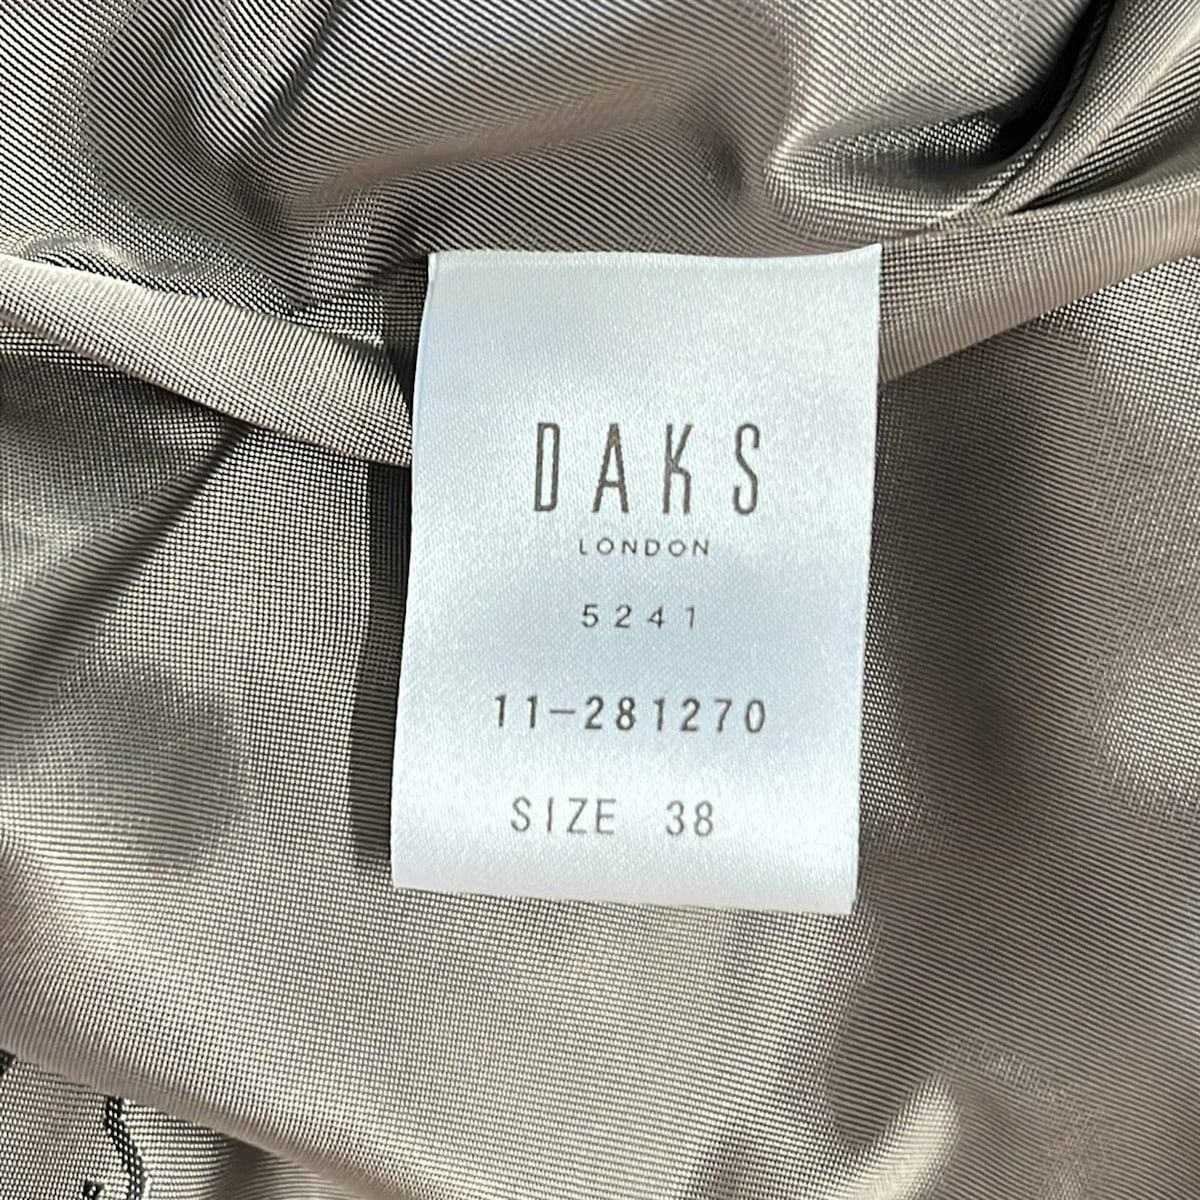 DAKS
LONDON
5241
11-281270
SIZE 38